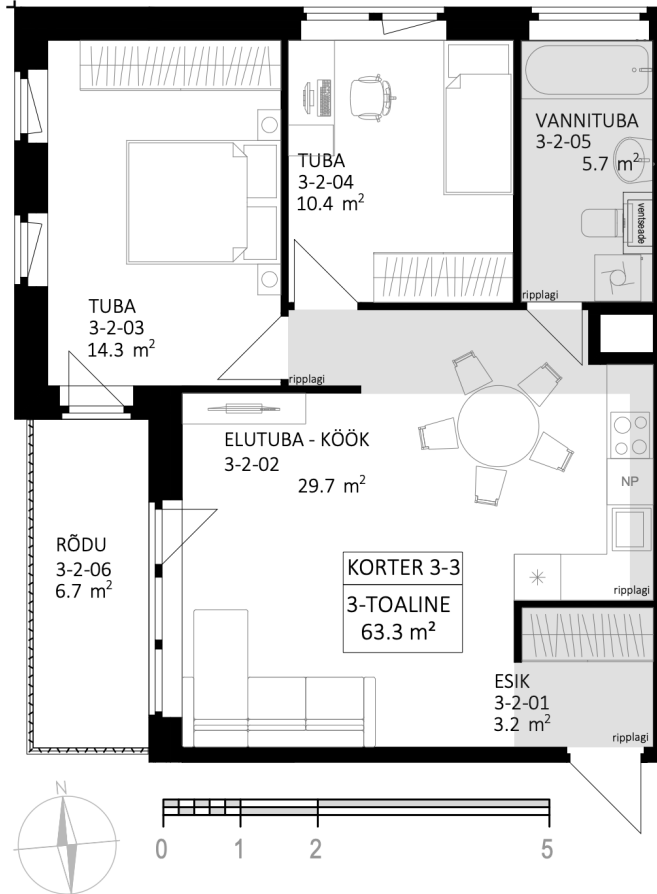 VANNITUBA
3-2-05
5.7 m²
ventseade
ripplagi
TUBA
3-2-04
10.4 m²
TUBA
3-2-03
14.3 m²
ripplagi
ELUTUBA - KÖÖK
3-2-02
29.7 m²
NP
RÕDU
3-2-06
6.7 m²
KORTER 3-3
3-TOALINE
63.3 m²
ripplagi
ESIK
3-2-01
3.2 m²
ripplagi
N
0 1 2 5